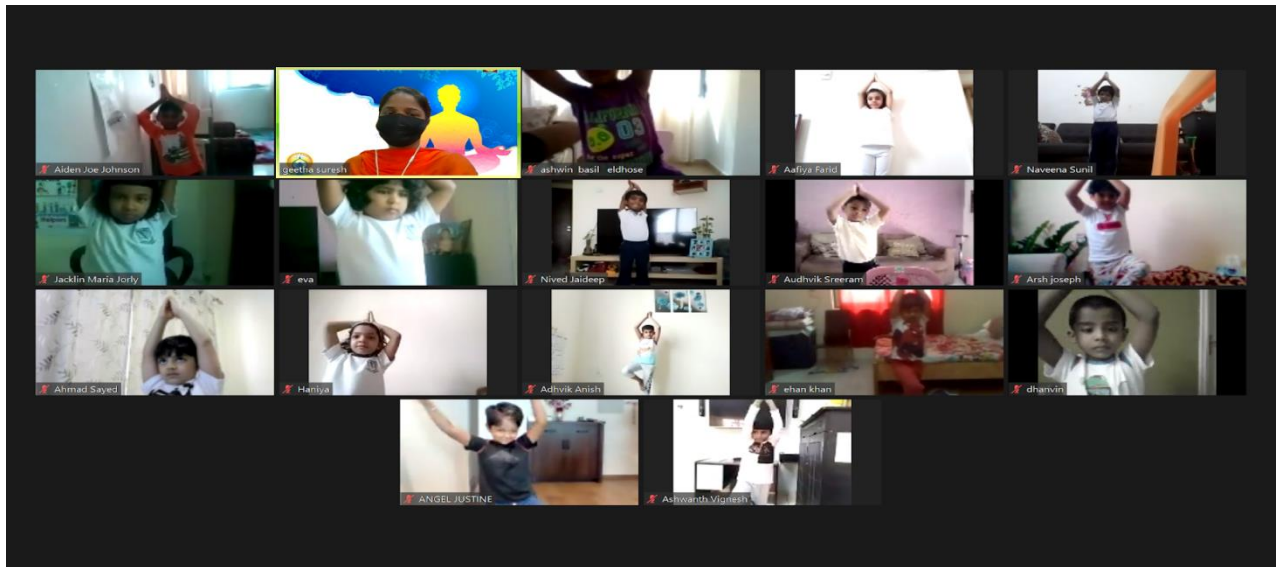 Aiden Joe Johnson
geetha suresh
ashwin basil eldhose
Aafiya Farid
Naveena Sunil
Jacklin Maria Jorly
eva
Nived Jaideep
Audhvik Sreeram
Arsh joseph
Ahmad Sayed
Haniya
Adhvik Anish
ehan khan
dhanvin
ANGEL JUSTINE
Ashwanth Vignesh